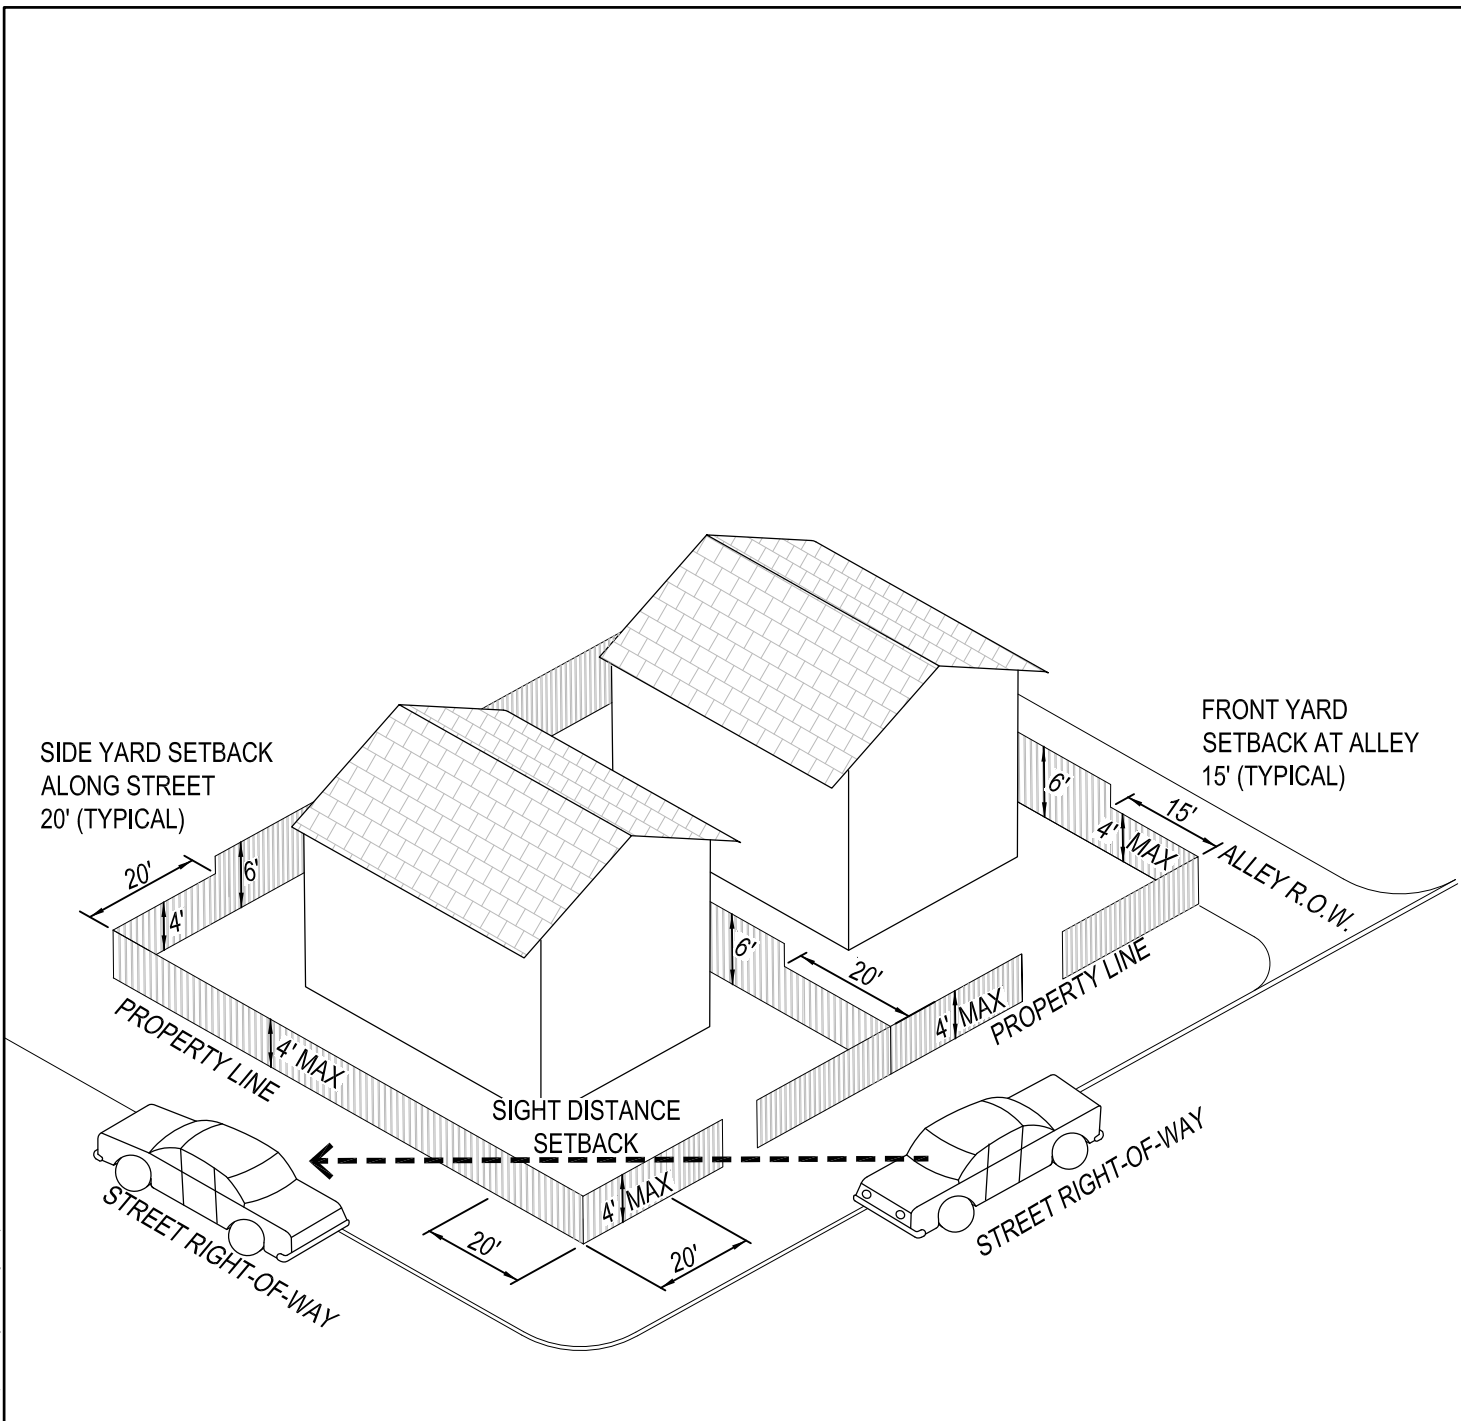 FRONT YARD
SETBACK AT ALLEY
15' (TYPICAL)
SIDE YARD SETBACK
ALONG STREET
20' (TYPICAL)
6'
15'
4' MAX
ALLEY R.O.W.
20'
6'
4'
6'
20'
4' MAX
PROPERTY LINE
PROPERTY LINE
4' MAX
SIGHT DISTANCE
SETBACK
4' MAX
STREET RIGHT-OF-WAY
STREET RIGHT-OF-WAY
20'
20'